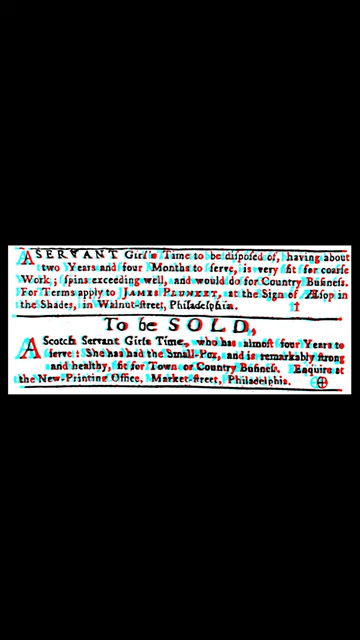 A SERVANT Girl's Time to be disposed of, having about
two Years and four Months to serve, is very fit for coarse
Work; spins exceeding well, and would do for Country Business.
For Terms apply to JAMES PLUNKET, at the Sign of Æsop in
the Shades, in Walnut-street, Philadelphia. †
To be SOLD,
A Scotch Servant Girls Time, who has almost four Years to
serve: She has had the Small-Pox, and is remarkably strong
and healthy, fit for Town or Country Business. Enquire at
the New-Printing Office, Market-street, Philadelphia. ⊕